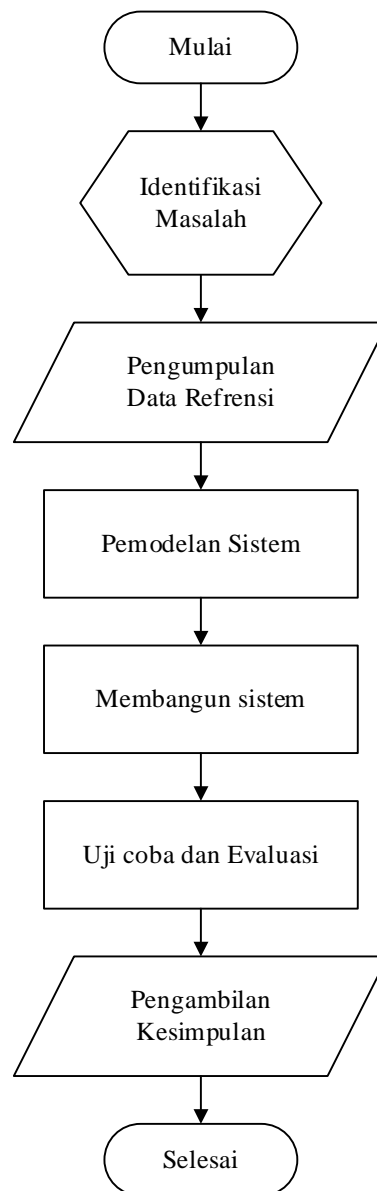 Mulai
Identifikasi
Masalah
Pengumpulan
Data Refrensi
Pemodelan Sistem
Membangun sistem
Uji coba dan Evaluasi
Pengambilan
Kesimpulan
Selesai